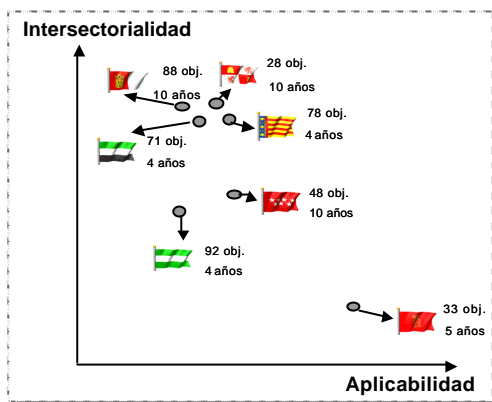 Intersectorialidad
88 obj.
10 años
28 obj.
10 años
78 obj.
4 años
71 obj.
4 años
48 obj.
10 años
92 obj.
4 años
33 obj.
5 años
Aplicabilidad